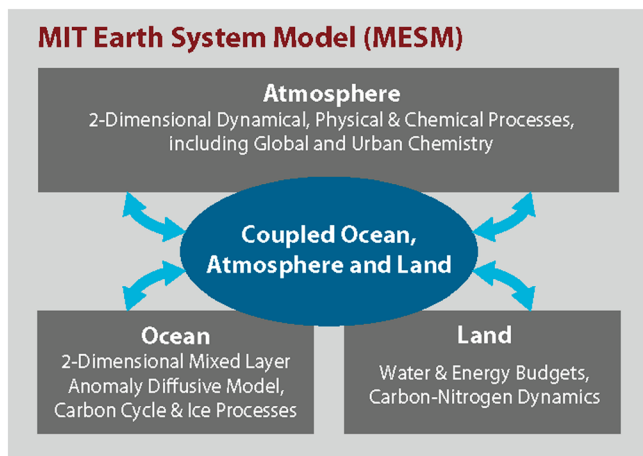 MIT Earth System Model (MESM)
Atmosphere
2-Dimensional Dynamical, Physical & Chemical Processes,
including Global and Urban Chemistry
Coupled Ocean,
Atmosphere and Land
Ocean
2-Dimensional Mixed Layer
Anomaly Diffusive Model,
Carbon Cycle & Ice Processes
Land
Water & Energy Budgets,
Carbon-Nitrogen Dynamics